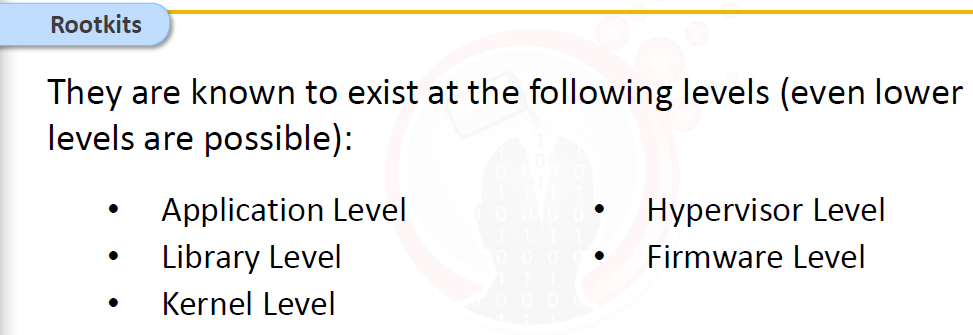 Rootkits
They are known to exist at the following levels (even lower
levels are possible):
• Application Level
• Library Level
• Kernel Level
• Hypervisor Level
• Firmware Level